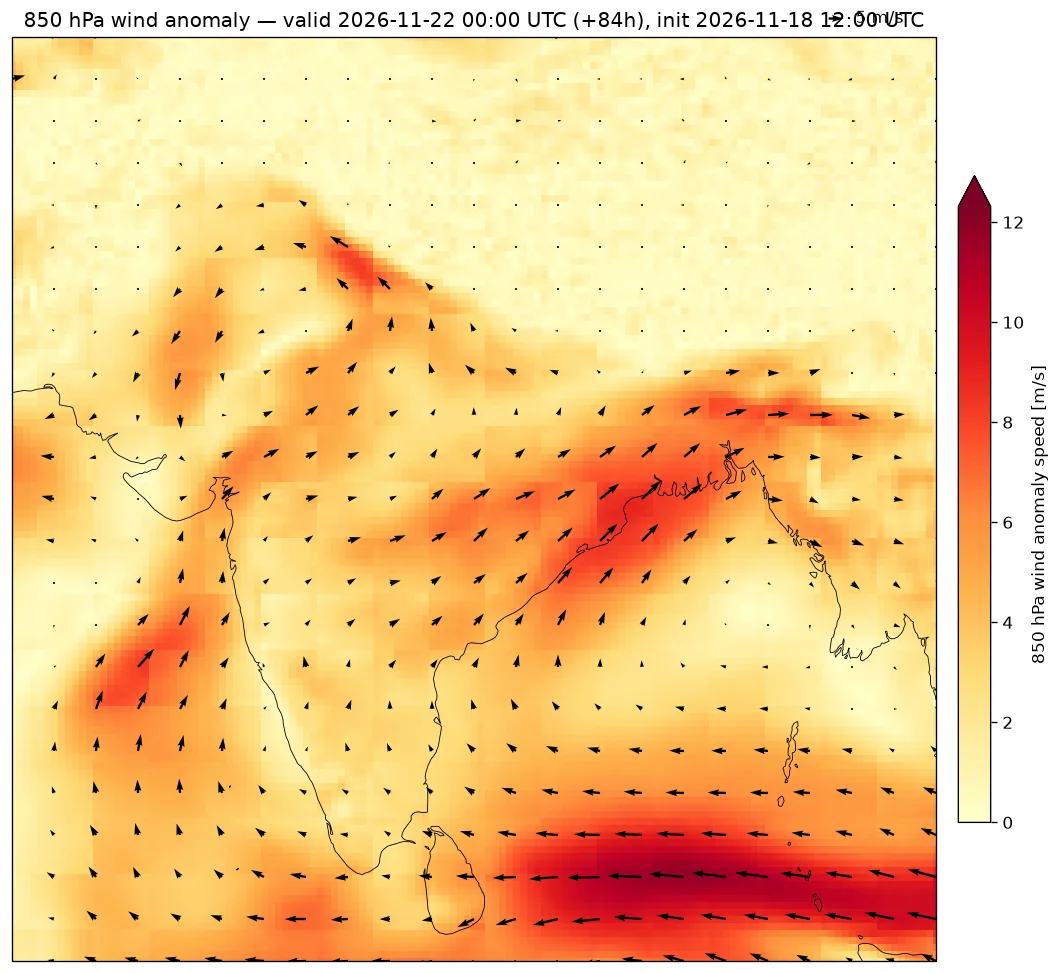 850 hPa wind anomaly — valid 2026-11-22 00:00 UTC (+84h), init 2026-11-18 12:00 UTC
5 m/s
12
10
8
6
4
2
0
850 hPa wind anomaly speed [m/s]